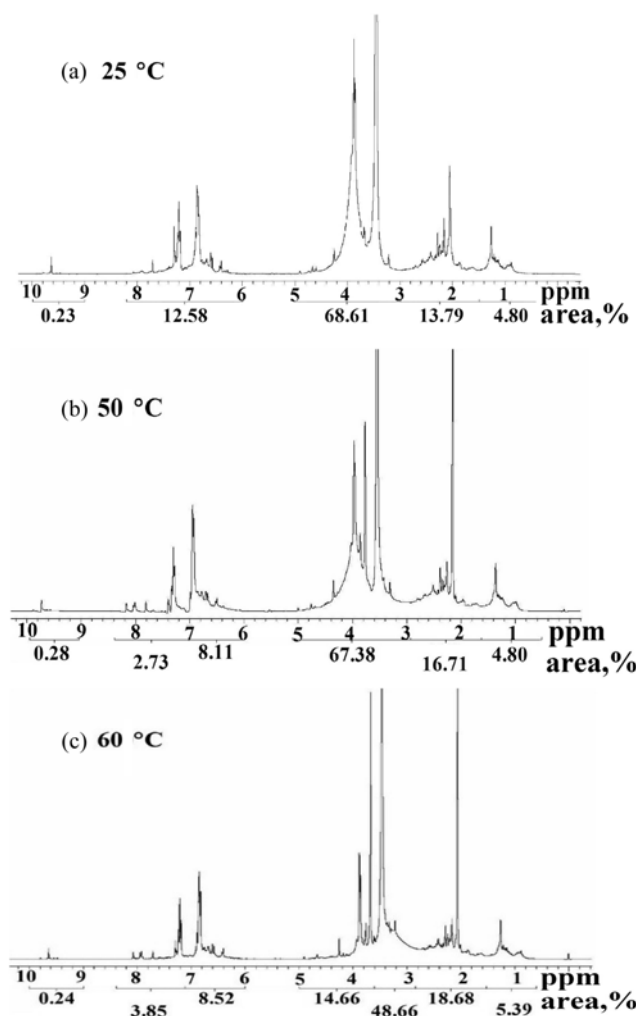 (a) 25 °C
10 9 8 7 6 5 4 3 2 1 ppm
0.23 12.58 68.61 13.79 4.80 area,%
(b) 50 °C
10 9 8 7 6 5 4 3 2 1 ppm
0.28 2.73 8.11 67.38 16.71 4.80 area,%
(c) 60 °C
10 9 8 7 6 5 4 3 2 1 ppm
0.24 3.85 8.52 14.66 48.66 18.68 5.39 area,%